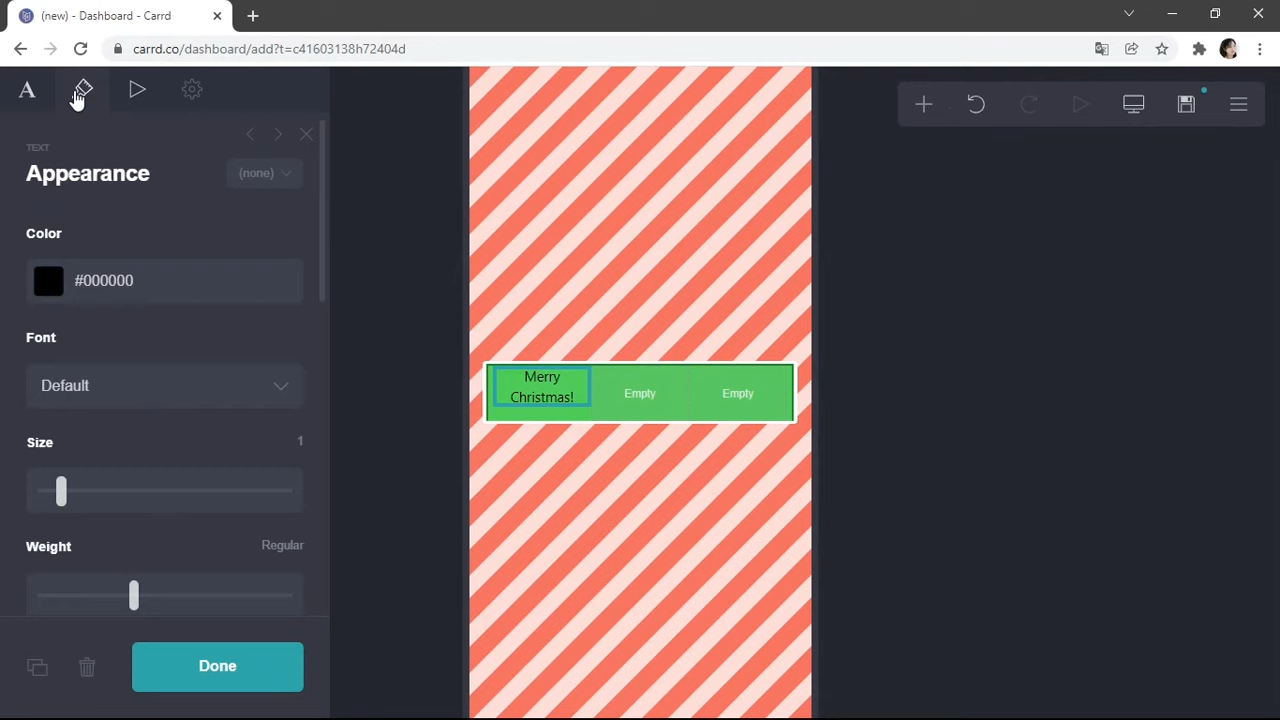 (new) - Dashboard - Carrd
carrd.co/dashboard/add?t=c41603138h72404d
A
TEXT
Appearance
(none)
Color
#000000
Font
Default
Size
1
Weight
Regular
Done
Merry
Christmas!
Empty
Empty